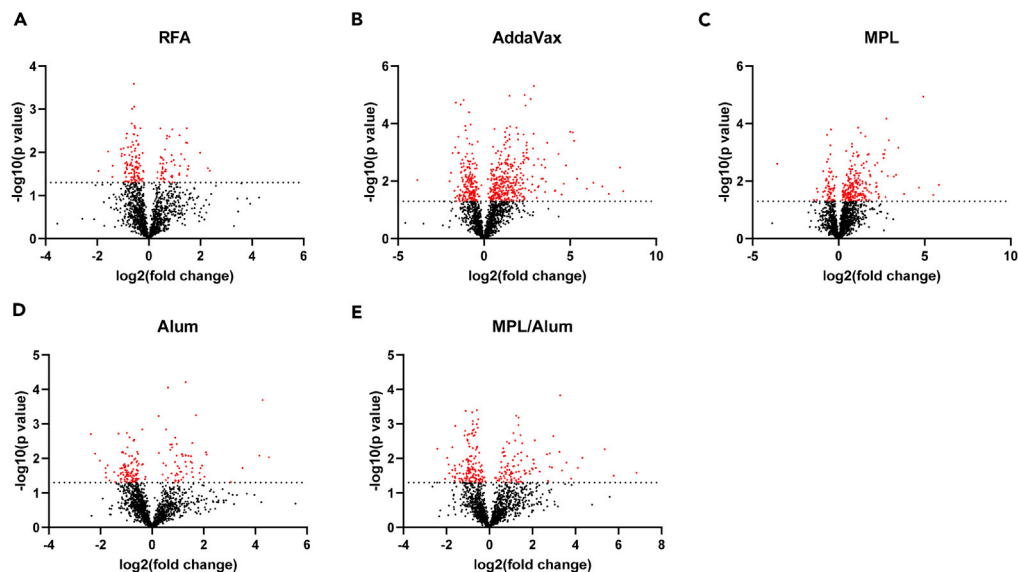 A
RFA
-log10(p value)
4
3
2
1
0
-4 -2 0 2 4 6
log2(fold change)
B
AddaVax
-log10(p value)
6
4
2
0
-5 0 5 10
log2(fold change)
C
MPL
-log10(p value)
6
4
2
0
-5 0 5 10
log2(fold change)
D
Alum
-log10(p value)
5
4
3
2
1
0
-4 -2 0 2 4 6
log2(fold change)
E
MPL/Alum
-log10(p value)
5
4
3
2
1
0
-4 -2 0 2 4 6 8
log2(fold change)